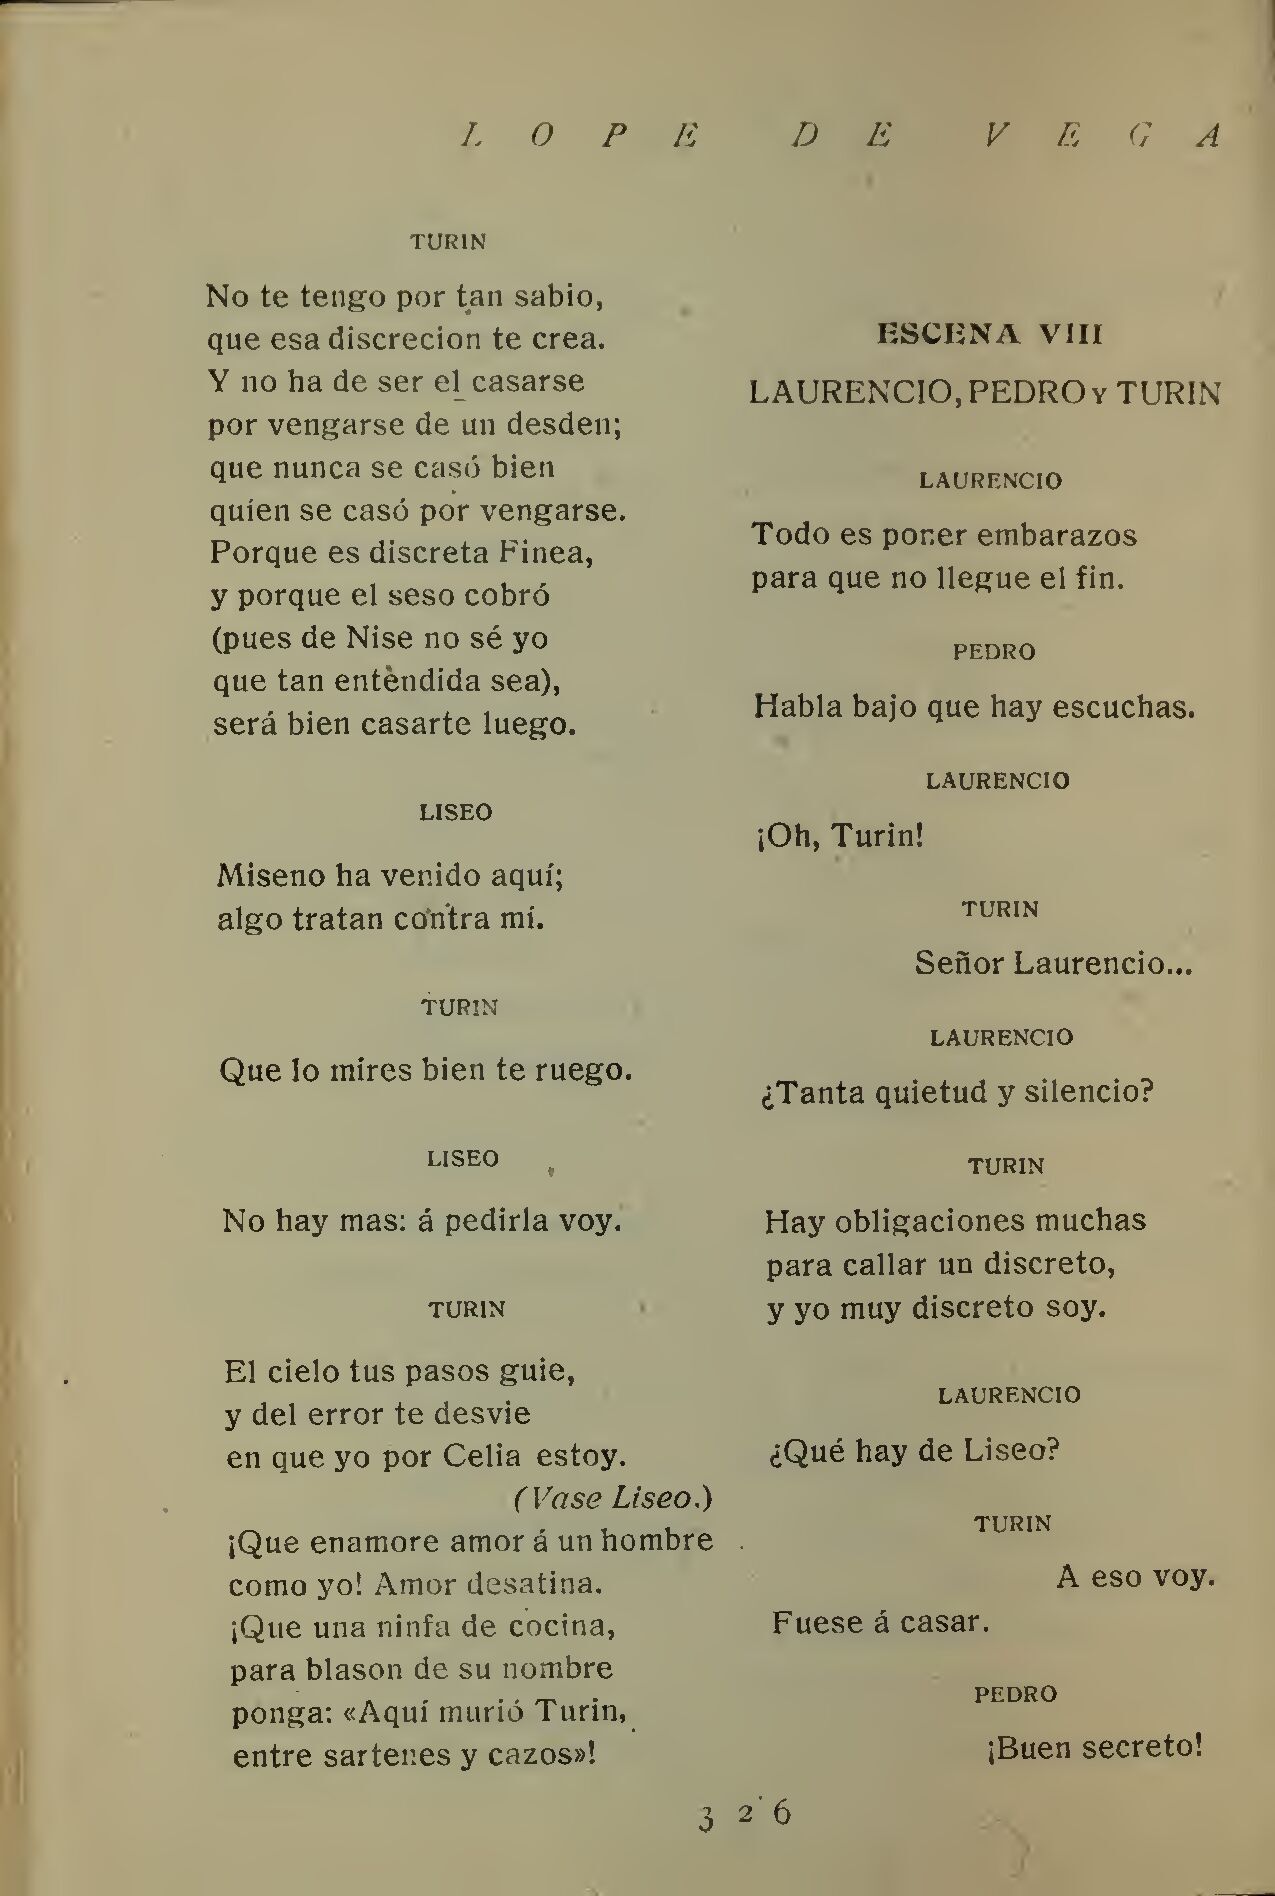 LOPE DE VEGA
TURIN
No te tengo por tan sabio,
que esa discrecion te crea.
Y no ha de ser el casarse
por vengarse de un desden;
que nunca se casó bien
quien se casó por vengarse.
Porque es discreta Finea,
y porque el seso cobró
(pues de Nise no sé yo
que tan entendida sea),
será bien casarte luego.
LISEO
Miseno ha venido aquí;
algo tratan contra mí.
TURIN
Que lo mires bien te ruego.
LISEO
No hay mas: á pedirla voy.
TURIN
El cielo tus pasos guie,
y del error te desvie
en que yo por Celia estoy.
(Vase Liseo.)
¡Que enamore amor á un hombre
como yo! Amor desatina.
¡Que una ninfa de cocina,
para blason de su nombre
ponga: «Aquí murió Turin,
entre sartenes y cazos»!
ESCENA VIII
LAURENCIO, PEDRO Y TURIN
LAURENCIO
Todo es poner embarazos
para que no llegue el fin.
PEDRO
Habla bajo que hay escuchas.
LAURENCIO
¡Oh, Turin!
TURIN
Señor Laurencio...
LAURENCIO
¿Tanta quietud y silencio?
TURIN
Hay obligaciones muchas
para callar un discreto,
y yo muy discreto soy.
LAURENCIO
¿Qué hay de Liseo?
TURIN
A eso voy.
Fuese á casar.
PEDRO
¡Buen secreto!
326